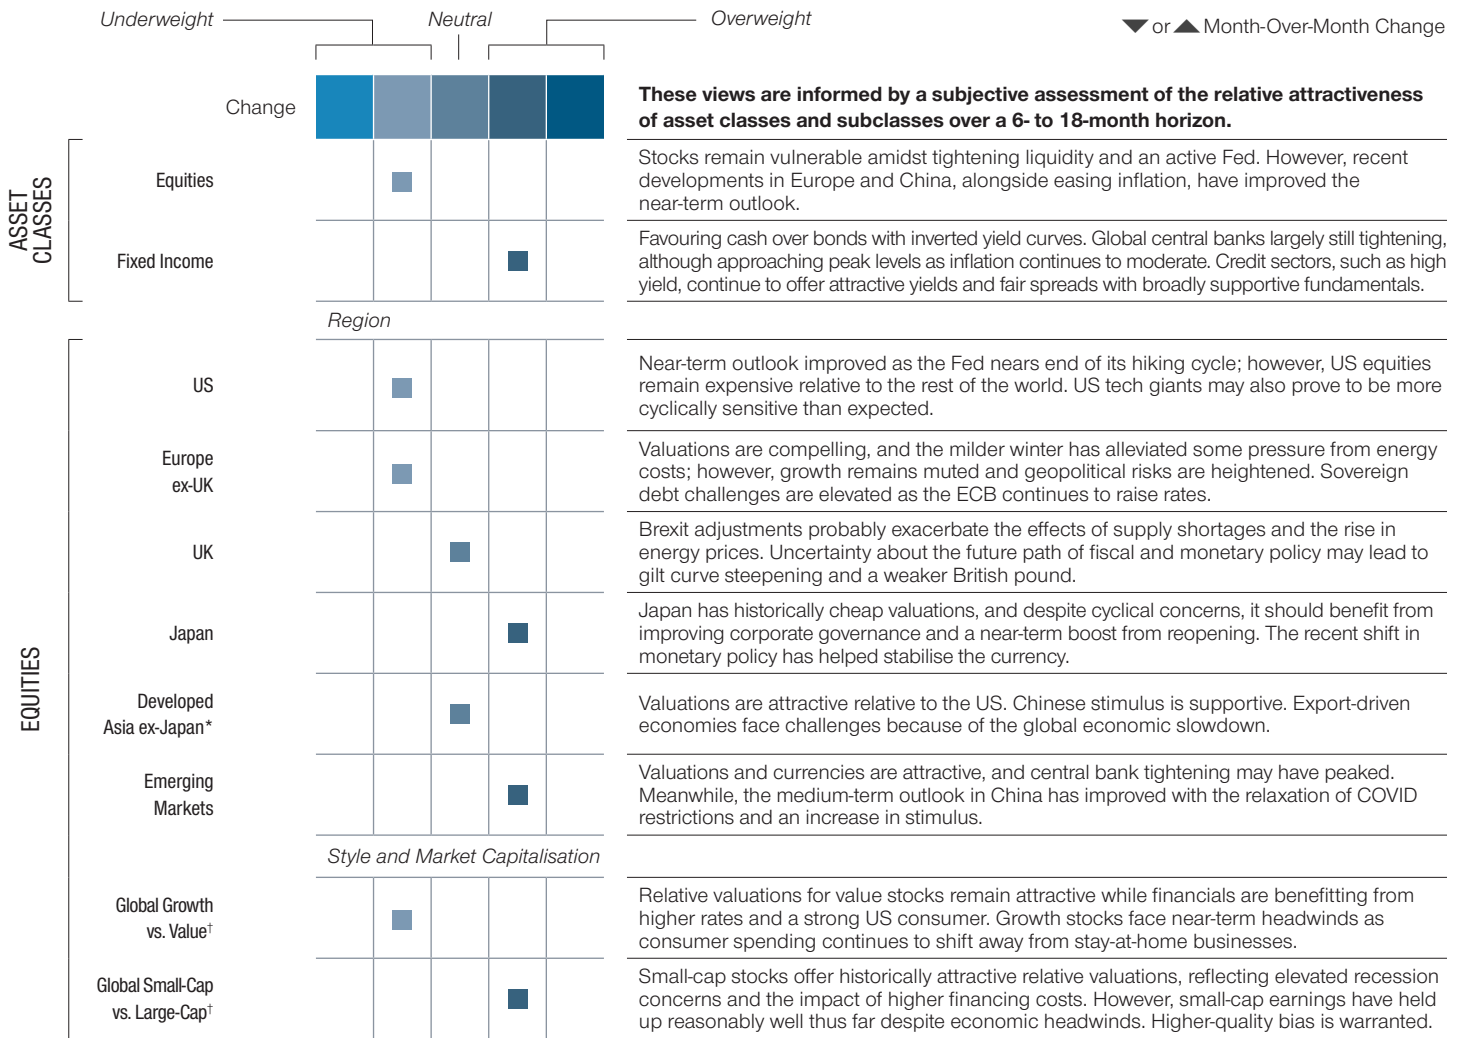 Underweight
Neutral
Overweight
▼ or ▲ Month-Over-Month Change
Change
These views are informed by a subjective assessment of the relative attractiveness
of asset classes and subclasses over a 6- to 18-month horizon.
ASSET
CLASSES
Equities
Stocks remain vulnerable amidst tightening liquidity and an active Fed. However, recent
developments in Europe and China, alongside easing inflation, have improved the
near-term outlook.
Fixed Income
Favouring cash over bonds with inverted yield curves. Global central banks largely still tightening,
although approaching peak levels as inflation continues to moderate. Credit sectors, such as high
yield, continue to offer attractive yields and fair spreads with broadly supportive fundamentals.
Region
EQUITIES
US
Near-term outlook improved as the Fed nears end of its hiking cycle; however, US equities
remain expensive relative to the rest of the world. US tech giants may also prove to be more
cyclically sensitive than expected.
Europe
ex-UK
Valuations are compelling, and the milder winter has alleviated some pressure from energy
costs; however, growth remains muted and geopolitical risks are heightened. Sovereign
debt challenges are elevated as the ECB continues to raise rates.
UK
Brexit adjustments probably exacerbate the effects of supply shortages and the rise in
energy prices. Uncertainty about the future path of fiscal and monetary policy may lead to
gilt curve steepening and a weaker British pound.
Japan
Japan has historically cheap valuations, and despite cyclical concerns, it should benefit from
improving corporate governance and a near-term boost from reopening. The recent shift in
monetary policy has helped stabilise the currency.
Developed
Asia ex-Japan*
Valuations are attractive relative to the US. Chinese stimulus is supportive. Export-driven
economies face challenges because of the global economic slowdown.
Emerging
Markets
Valuations and currencies are attractive, and central bank tightening may have peaked.
Meanwhile, the medium-term outlook in China has improved with the relaxation of COVID
restrictions and an increase in stimulus.
Style and Market Capitalisation
Global Growth
vs. Value†
Relative valuations for value stocks remain attractive while financials are benefitting from
higher rates and a strong US consumer. Growth stocks face near-term headwinds as
consumer spending continues to shift away from stay-at-home businesses.
Global Small-Cap
vs. Large-Cap†
Small-cap stocks offer historically attractive relative valuations, reflecting elevated recession
concerns and the impact of higher financing costs. However, small-cap earnings have held
up reasonably well thus far despite economic headwinds. Higher-quality bias is warranted.